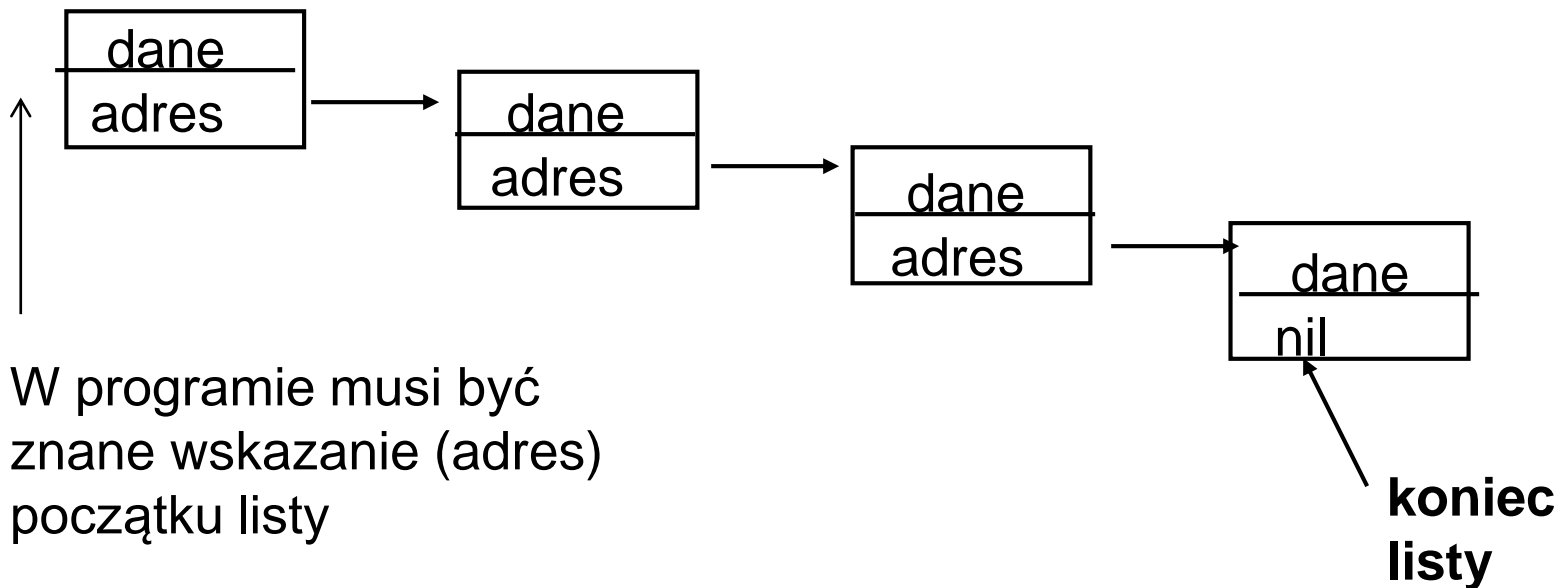 dane
adres
dane
adres
dane
adres
dane
nil
W programie musi być
znane wskazanie (adres)
początku listy
koniec
listy